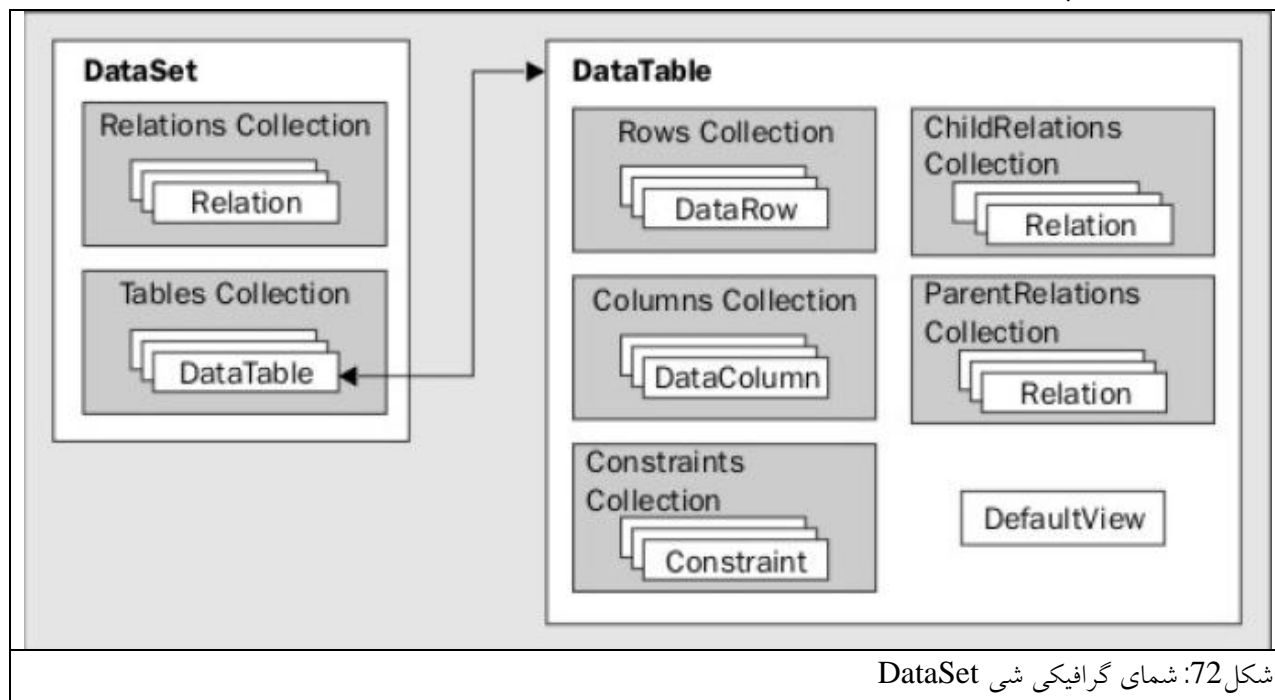 DataSet
Relations Collection
Relation
Tables Collection
DataTable
DataTable
Rows Collection
DataRow
Columns Collection
DataColumn
Constraints
Collection
Constraint
ChildRelations
Collection
Relation
ParentRelations
Collection
Relation
DefaultView
شکل72: شمای گرافیکی شی DataSet